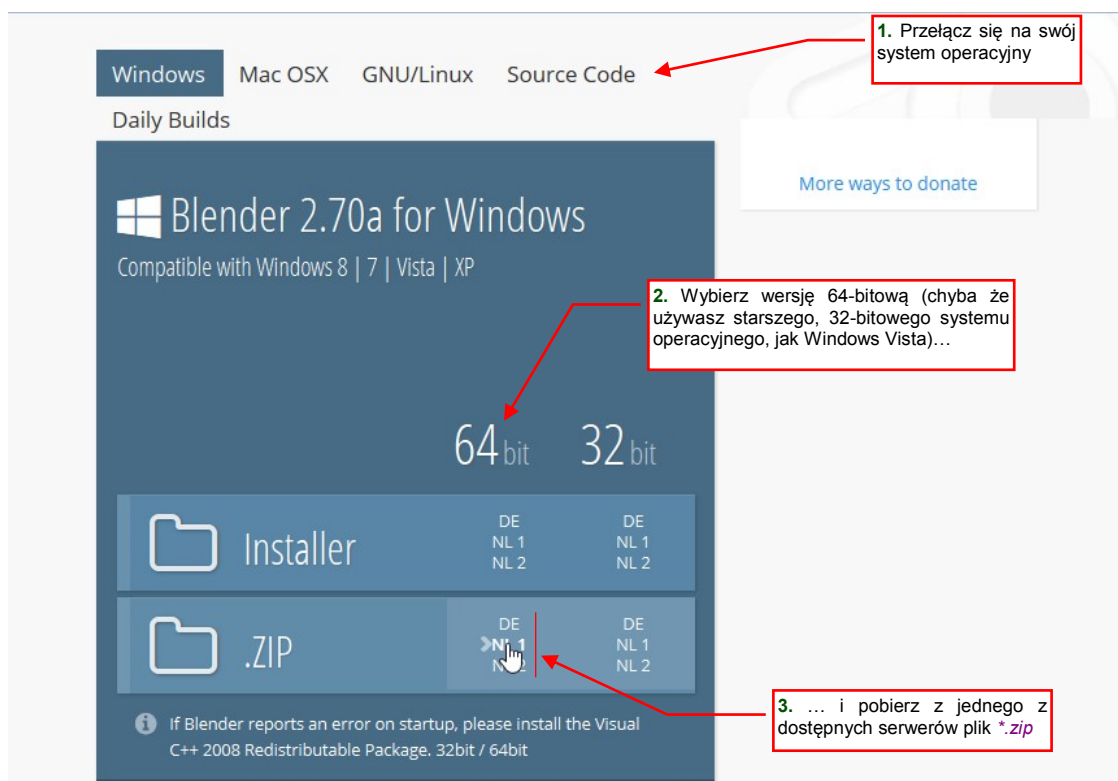 1. Przełącz się na swój
system operacyjny
Windows Mac OSX GNU/Linux Source Code
Daily Builds
More ways to donate
Blender 2.70a for Windows
Compatible with Windows 8 | 7 | Vista | XP
2. Wybierz wersję 64-bitową (chyba że
używasz starszego, 32-bitowego systemu
operacyjnego, jak Windows Vista)…
64 bit 32 bit
Installer
DE DE
NL 1 NL 1
NL 2 NL 2
.ZIP
DE DE
NL 1 NL 1
NL 2
3. … i pobierz z jednego z
dostępnych serwerów plik *.zip
If Blender reports an error on startup, please install the Visual
C++ 2008 Redistributable Package. 32bit / 64bit